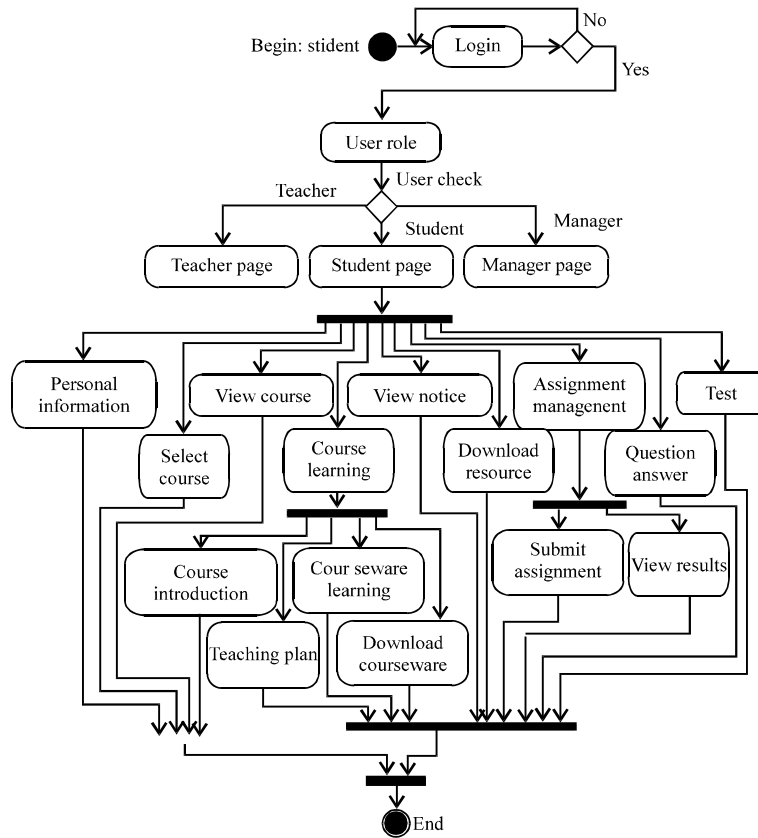 No
Begin: stident
Login
Yes
User role
User check
Teacher
Student
Manager
Teacher page
Student page
Manager page
Personal
information
View course
View notice
Assignment
management
Test
Select
course
Course
learning
Download
resource
Question
answer
Course
introduction
Cour seware
learning
Submit
assignment
View results
Teaching plan
Download
courseware
End